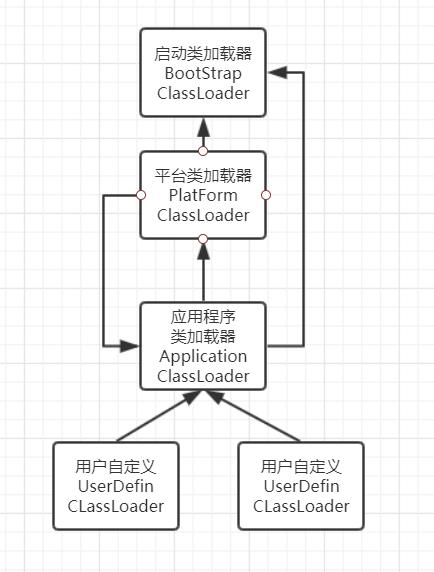 启动类加载器
BootStrap
ClassLoader
平台类加载器
PlatForm
ClassLoader
应用程序
类加载器
Application
ClassLoader
用户自定义
UserDefin
CLassLoader
用户自定义
UserDefin
CLassLoader